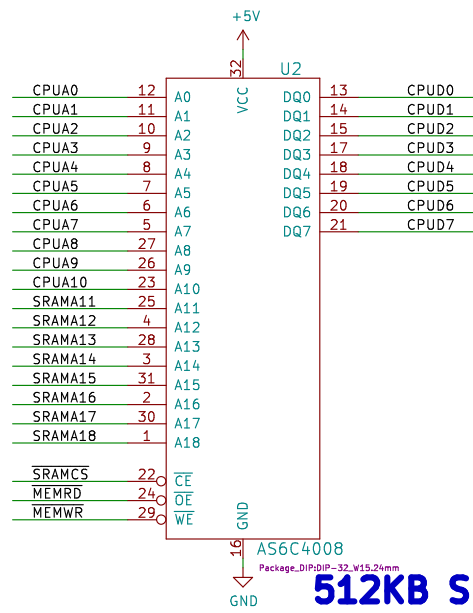 +5V
32
U2
VCC
CPUA0 12 A0 DQ0 13 CPUD0
CPUA1 11 A1 DQ1 14 CPUD1
CPUA2 10 A2 DQ2 15 CPUD2
CPUA3 9 A3 DQ3 17 CPUD3
CPUA4 8 A4 DQ4 18 CPUD4
CPUA5 7 A5 DQ5 19 CPUD5
CPUA6 6 A6 DQ6 20 CPUD6
CPUA7 5 A7 DQ7 21 CPUD7
CPUA8 27 A8
CPUA9 26 A9
CPUA10 23 A10
SRAMA11 25 A11
SRAMA12 4 A12
SRAMA13 28 A13
SRAMA14 3 A14
SRAMA15 31 A15
SRAMA16 2 A16
SRAMA17 30 A17
SRAMA18 1 A18
SRAMCS 22 CE
MEMRD 24 OE
MEMWR 29 WE
GND
16
AS6C4008
Package_DIP:DIP-32_W15.24mm
512KB S
GND